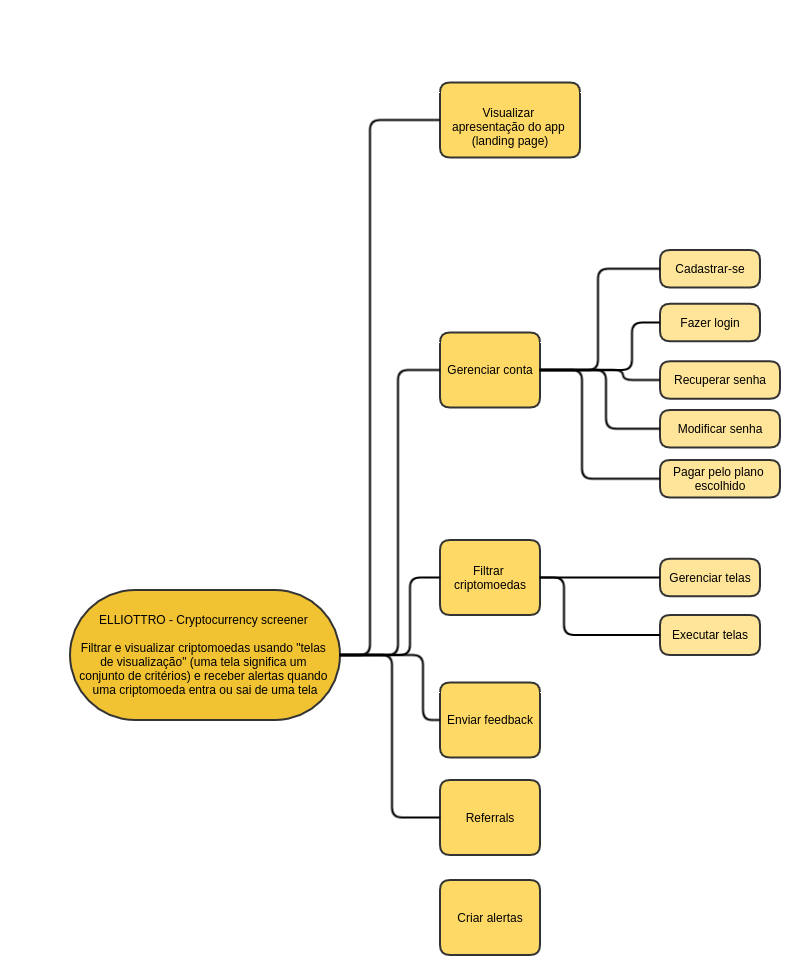 Visualizar
apresentação do app
(landing page)
Cadastrar-se
Fazer login
Gerenciar conta
Recuperar senha
Modificar senha
Pagar pelo plano
escolhido
Filtrar
criptomoedas
Gerenciar telas
Executar telas
ELLIOTTRO - Cryptocurrency screener
Filtrar e visualizar criptomoedas usando "telas
de visualização" (uma tela significa um
conjunto de critérios) e receber alertas quando
uma criptomoeda entra ou sai de uma tela
Enviar feedback
Referrals
Criar alertas